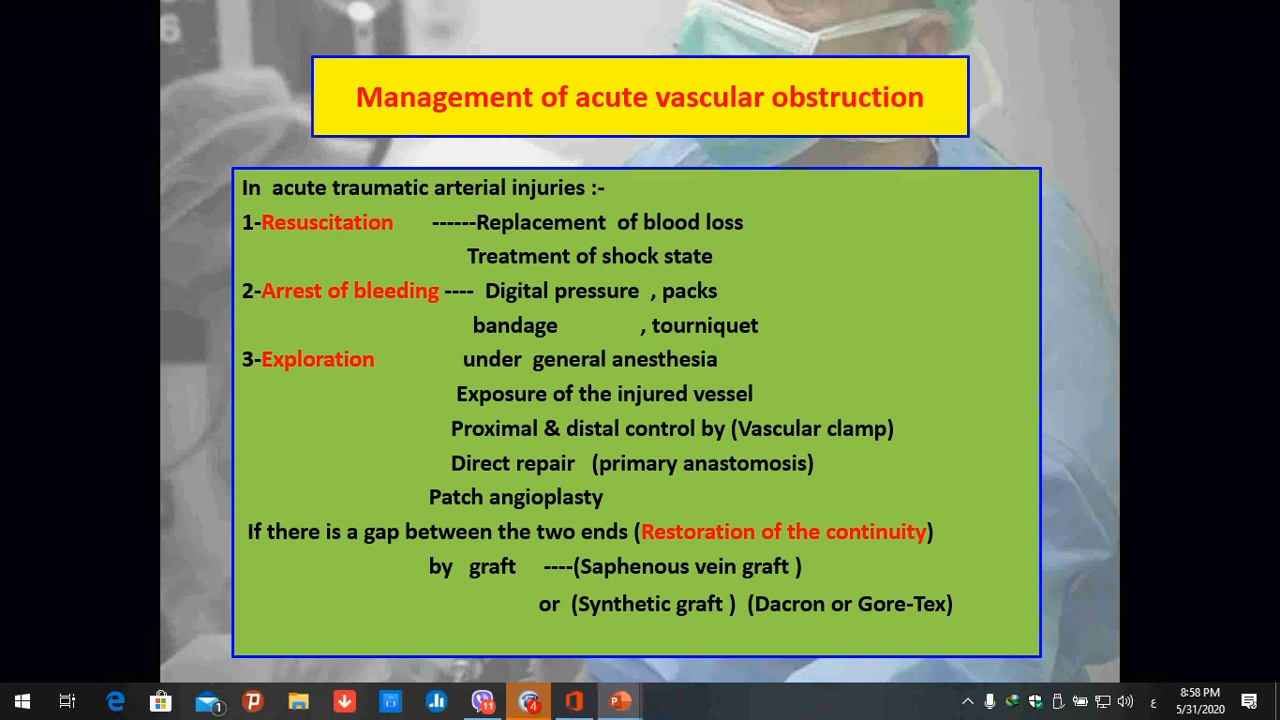 Management of acute vascular obstruction
In acute traumatic arterial injuries :-
1-Resuscitation ------Replacement of blood loss
Treatment of shock state
2-Arrest of bleeding ---- Digital pressure , packs
bandage , tourniquet
3-Exploration under general anesthesia
Exposure of the injured vessel
Proximal & distal control by (Vascular clamp)
Direct repair (primary anastomosis)
Patch angioplasty
If there is a gap between the two ends (Restoration of the continuity)
by graft ----(Saphenous vein graft )
or (Synthetic graft ) (Dacron or Gore-Tex)
1
11
4
ع
8:58 PM
5/31/2020